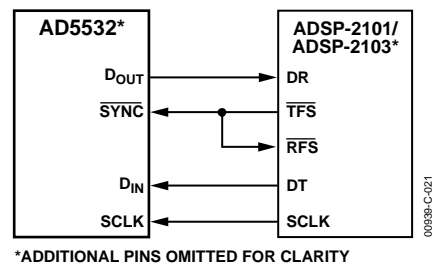 AD5532*
ADSP-2101/
ADSP-2103*
DOUT
DR
SYNC
TFS
RFS
DIN
DT
SCLK
SCLK
00939-C-021
*ADDITIONAL PINS OMITTED FOR CLARITY